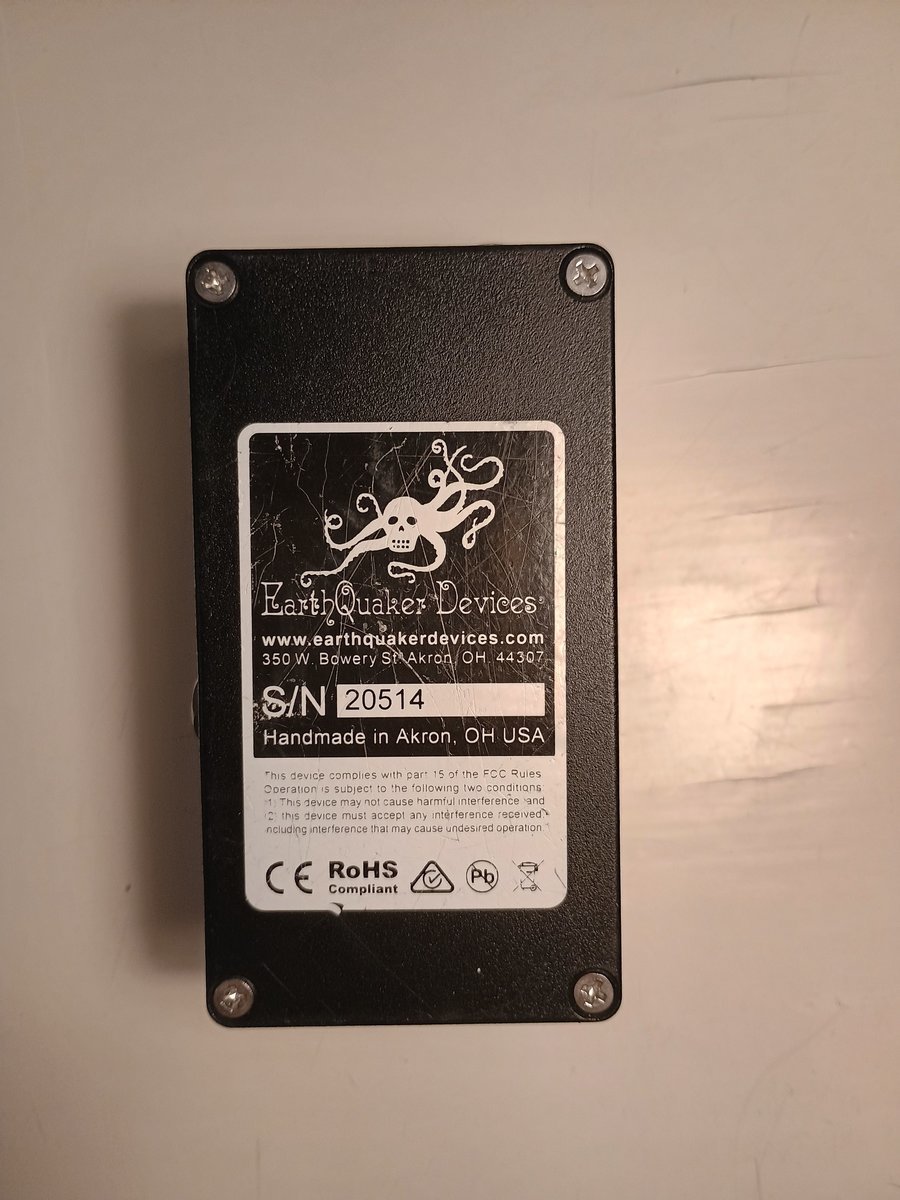 EarthQuaker Devices
www.earthquakerdevices.com
350 W. Bowery St. Akron, OH. 44307
S/N 20514
Handmade in Akron, OH USA
This device complies with part 15 of the FCC Rules.
Operation is subject to the following two conditions:
(1) This device may not cause harmful interference and
(2) this device must accept any interference received,
including interference that may cause undesired operation.
CE RoHS Pb
Compliant